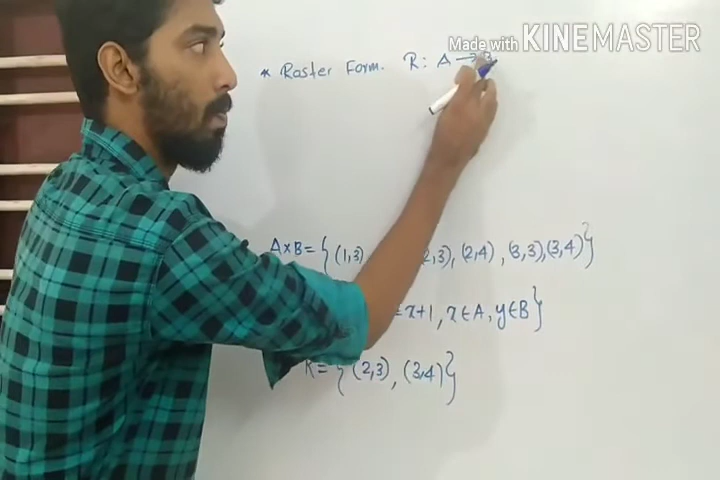 Made with KINEMASTER
* Raster Form. R: A → B
A×B = { (1,3) 2,3), (2,4), (3,3), (3,4)}
x+1, x∈A, y∈B}
R = { (2,3), (3,4)}